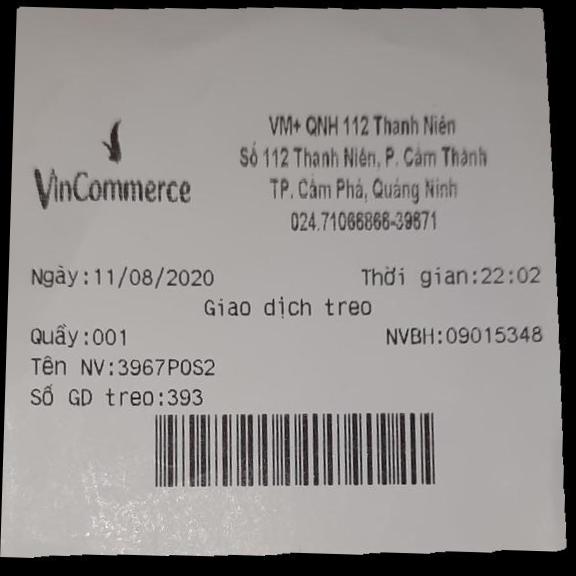 VinCommerce
VM+ QNH 112 Thanh Niên
Số 112 Thanh Niên, P. Cẩm Thành
TP. Cẩm Phả, Quảng Ninh
024.71066866-39671
Ngày:11/08/2020 Thời gian:22:02
Giao dịch treo
Quầy:001 NVBH:09015348
Tên NV:3967POS2
Số GD treo:393